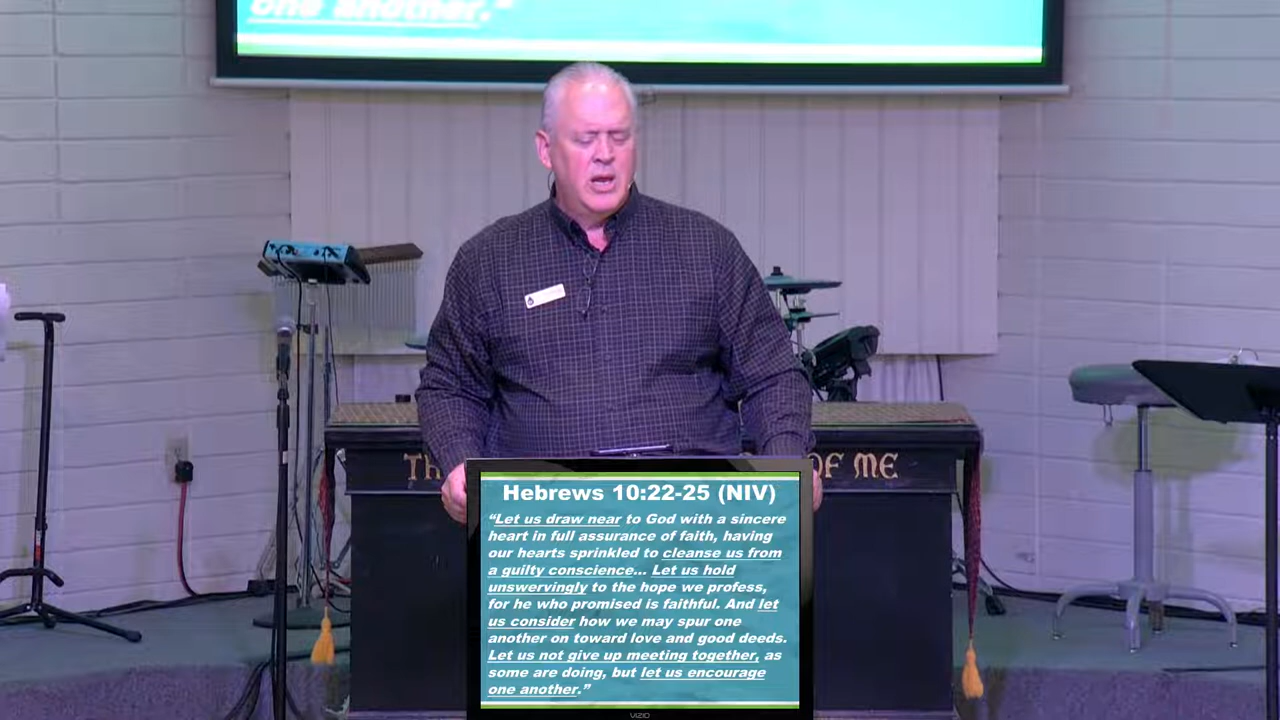 one another."
TH
OF ME
Hebrews 10:22-25 (NIV)
“Let us draw near to God with a sincere
heart in full assurance of faith, having
our hearts sprinkled to cleanse us from
a guilty conscience... Let us hold
unswervingly to the hope we profess,
for he who promised is faithful. And let
us consider how we may spur one
another on toward love and good deeds.
Let us not give up meeting together, as
some are doing, but let us encourage
one another.”
VIZIO